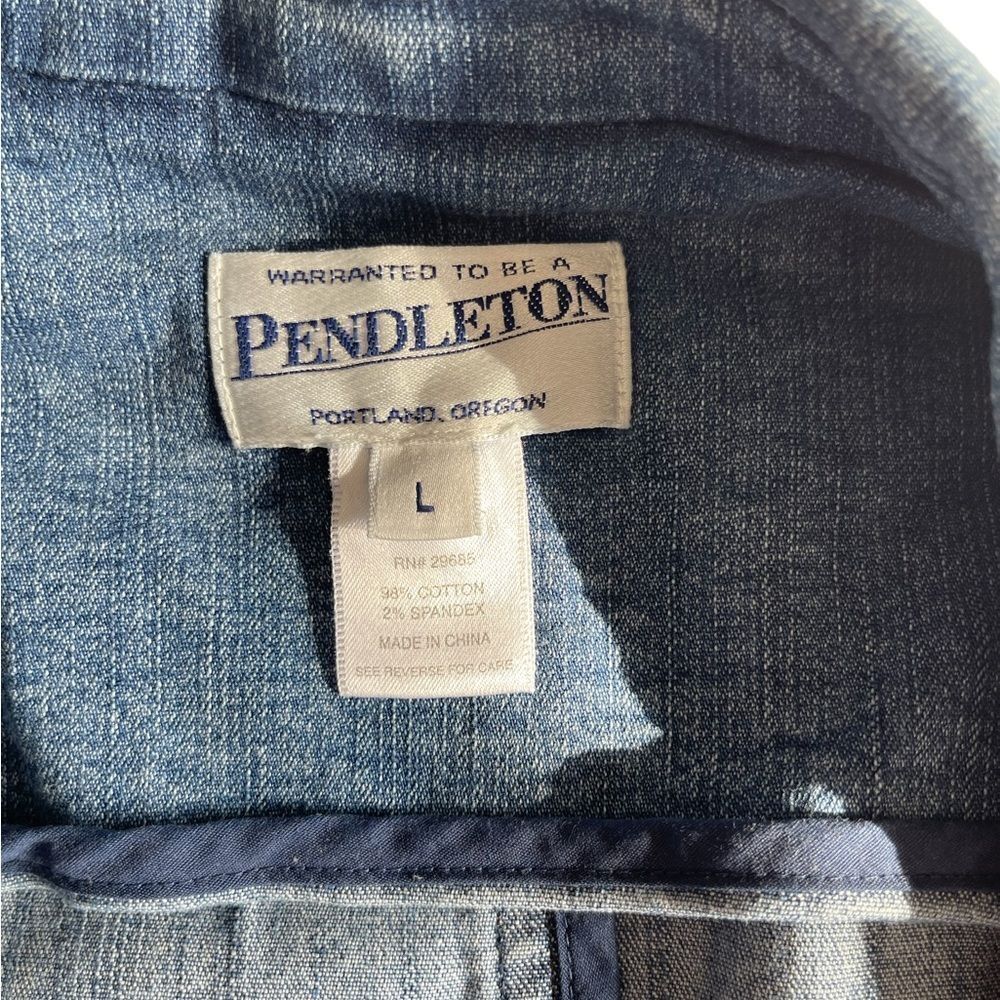 WARRANTED TO BE A
PENDLETON
PORTLAND, OREGON
L
RN# 29685
98% COTTON
2% SPANDEX
MADE IN CHINA
SEE REVERSE FOR CARE